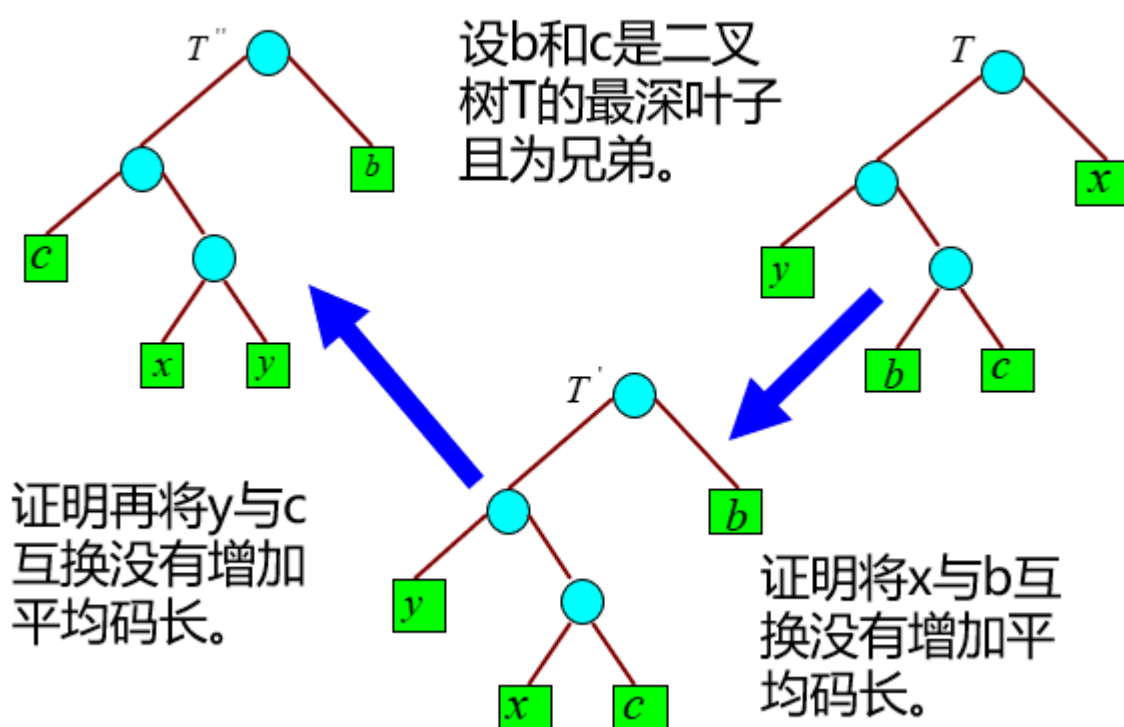 T''
设b和c是二叉
树T的最深叶子
且为兄弟。
T
b
x
c
y
x
y
b
c
T'
证明再将y与c
互换没有增加
平均码长。
b
y
证明将x与b互
换没有增加平
均码长。
x
c